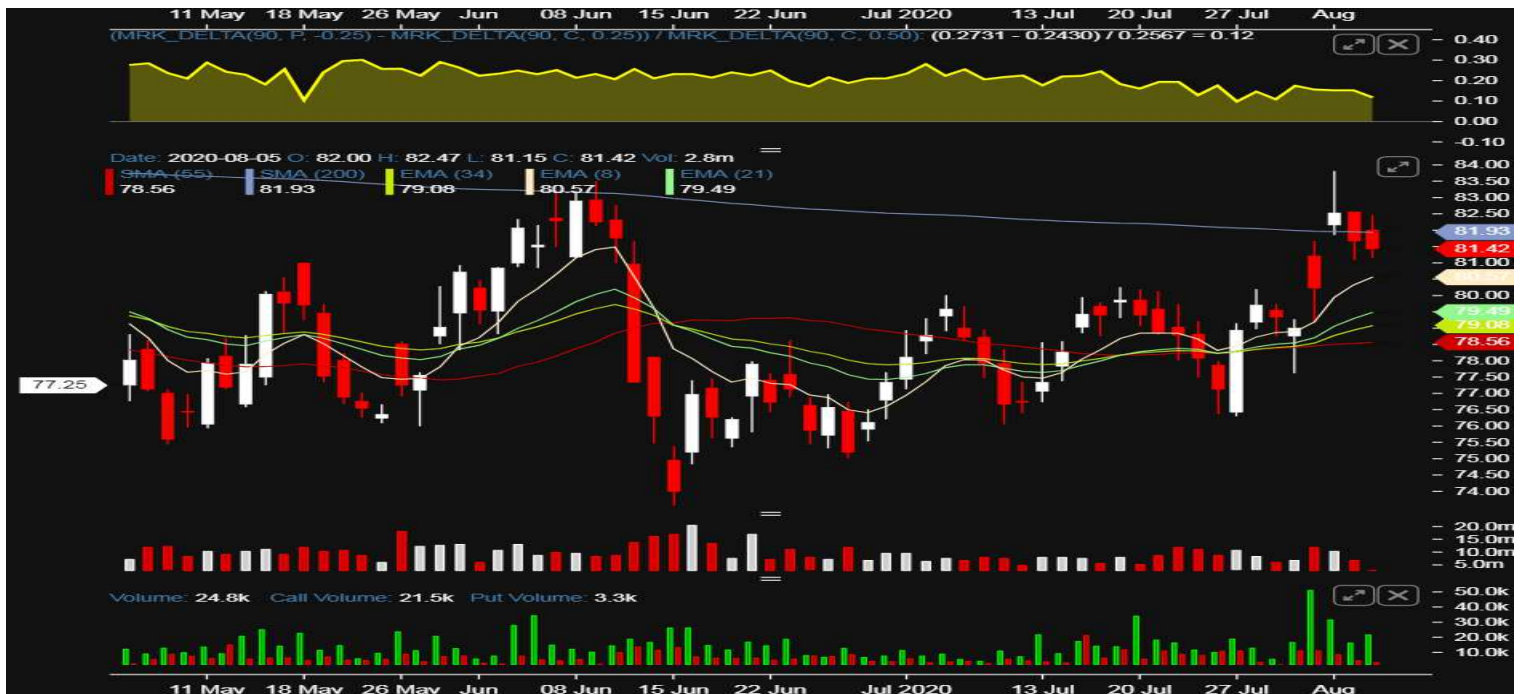 11 May 18 May 26 May Jun 08 Jun 15 Jun 22 Jun Jul 2020 13 Jul 20 Jul 27 Jul Aug
(MRK_DELTA(90, P, -0.25) - MRK_DELTA(90, C, 0.25)) / MRK_DELTA(90, C, 0.50): (0.2731 - 0.2430) / 0.2567 = 0.12
0.40
0.30
0.20
0.10
0.00
-0.10
Date: 2020-08-05 O: 82.00 H: 82.47 L: 81.15 C: 81.42 Vol: 2.8m
SMA (55) SMA (200) EMA (34) EMA (8) EMA (21)
78.56 81.93 79.08 80.57 79.49
84.00
83.50
83.00
82.50
81.93
81.42
81.00
80.57
80.00
79.49
79.08
78.56
78.00
77.50
77.25
77.00
76.50
76.00
75.50
75.00
74.50
74.00
20.0m
15.0m
10.0m
5.0m
Volume: 24.8k Call Volume: 21.5k Put Volume: 3.3k
50.0k
40.0k
30.0k
20.0k
10.0k
11 May 18 May 26 May Jun 08 Jun 15 Jun 22 Jun Jul 2020 13 Jul 20 Jul 27 Jul Aug